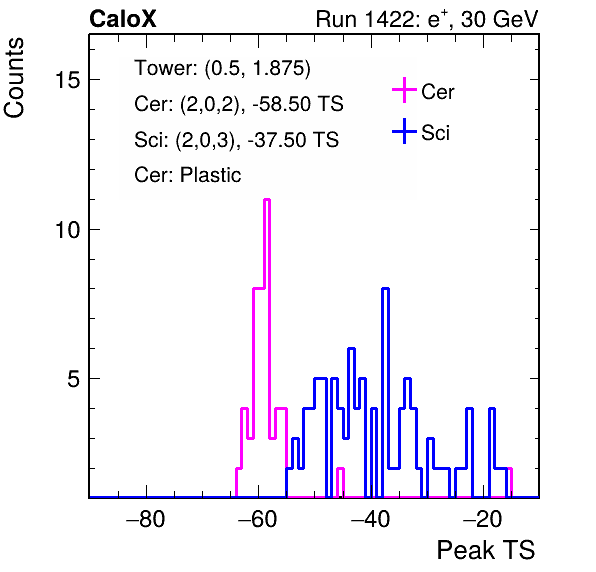 CaloX Run 1422: e⁺, 30 GeV
Counts
Tower: (0.5, 1.875)
Cer: (2,0,2), -58.50 TS
Sci: (2,0,3), -37.50 TS
Cer: Plastic
Cer
Sci
15
10
5
−80 −60 −40 −20
Peak TS